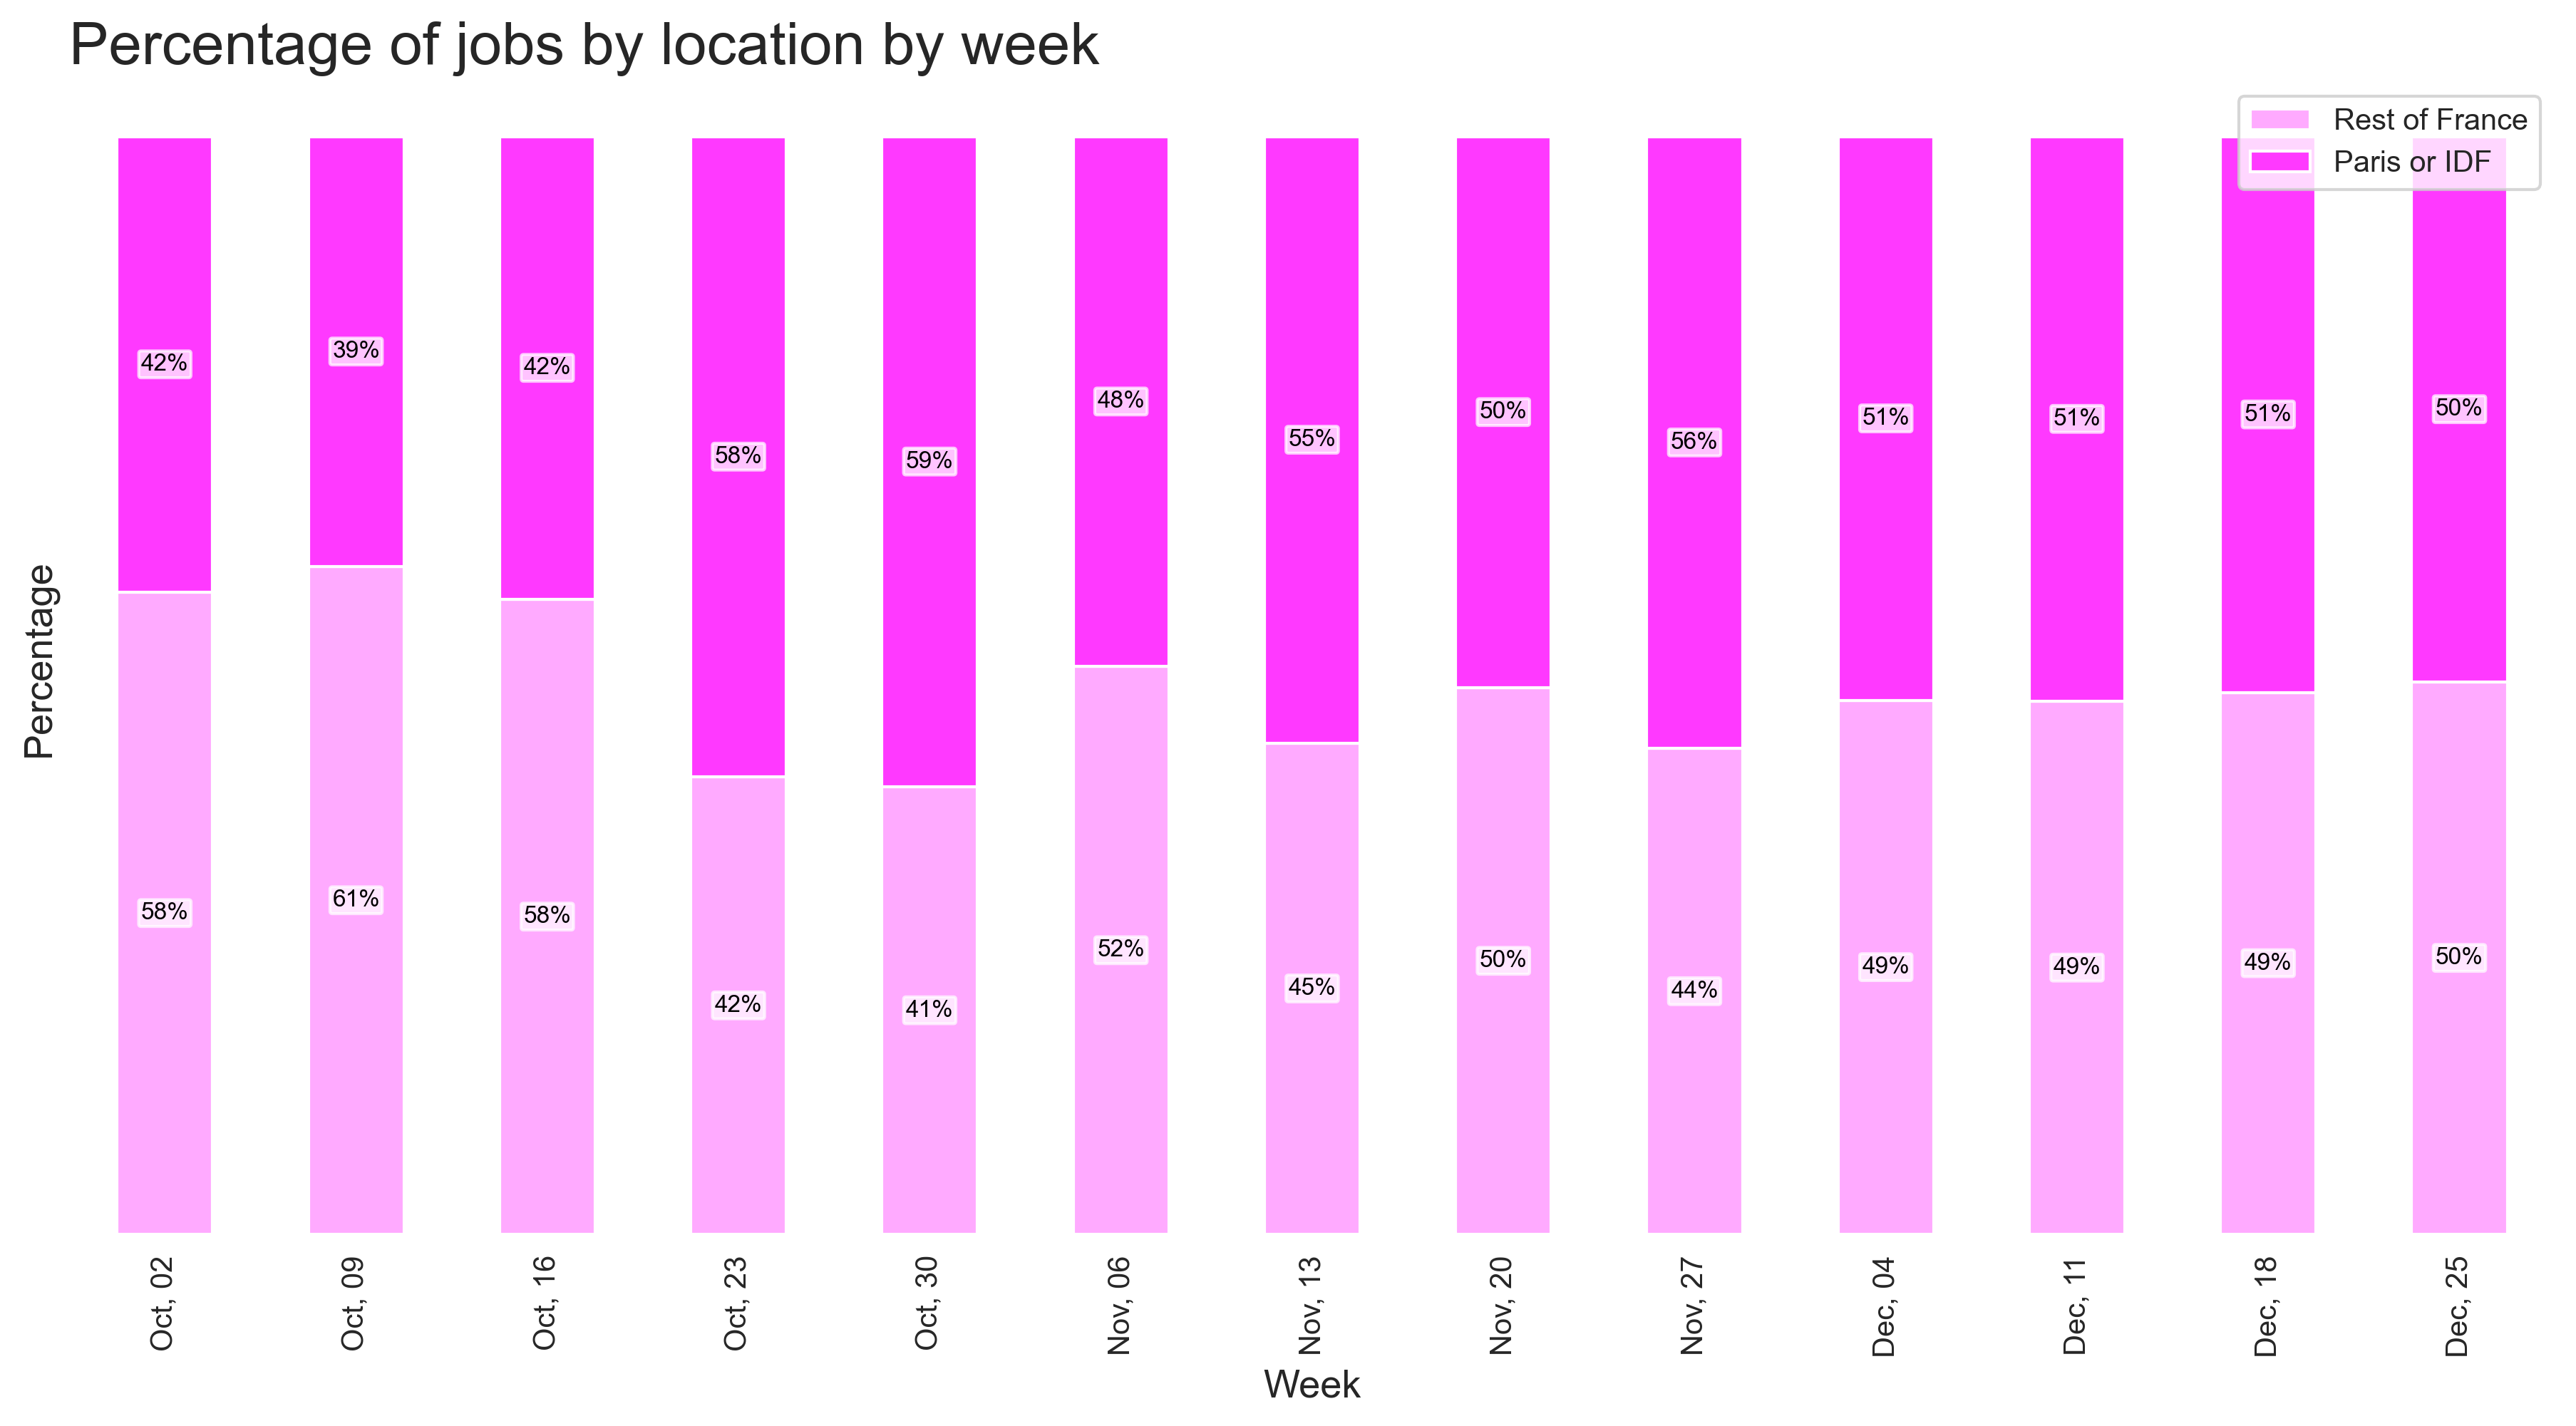 Percentage of jobs by location by week
Rest of France
Paris or IDF
Percentage
42%
39%
42%
58%
59%
48%
55%
50%
56%
51%
51%
51%
50%
58%
61%
58%
42%
41%
52%
45%
50%
44%
49%
49%
49%
50%
Oct, 02
Oct, 09
Oct, 16
Oct, 23
Oct, 30
Nov, 06
Nov, 13
Nov, 20
Nov, 27
Dec, 04
Dec, 11
Dec, 18
Dec, 25
Week